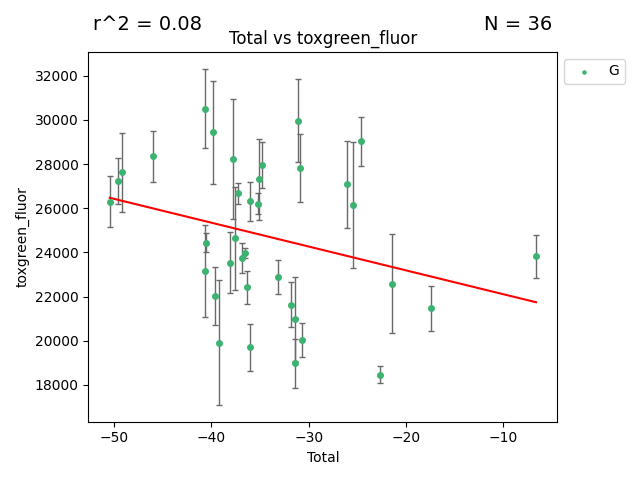 r^2 = 0.08
N = 36
Total vs toxgreen_fluor
G
32000
30000
28000
26000
24000
22000
20000
18000
toxgreen_fluor
−50
−40
−30
−20
−10
Total